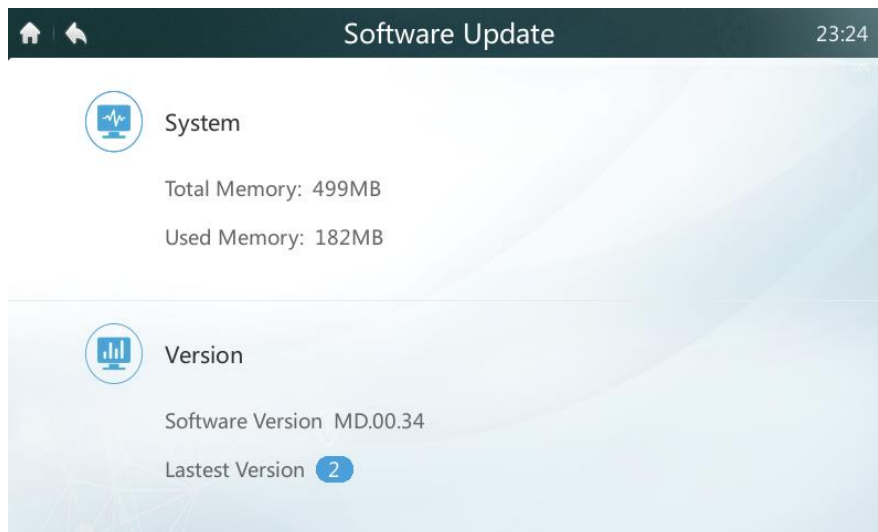 Software Update 23:24
System
Total Memory: 499MB
Used Memory: 182MB
Version
Software Version MD.00.34
Lastest Version 2